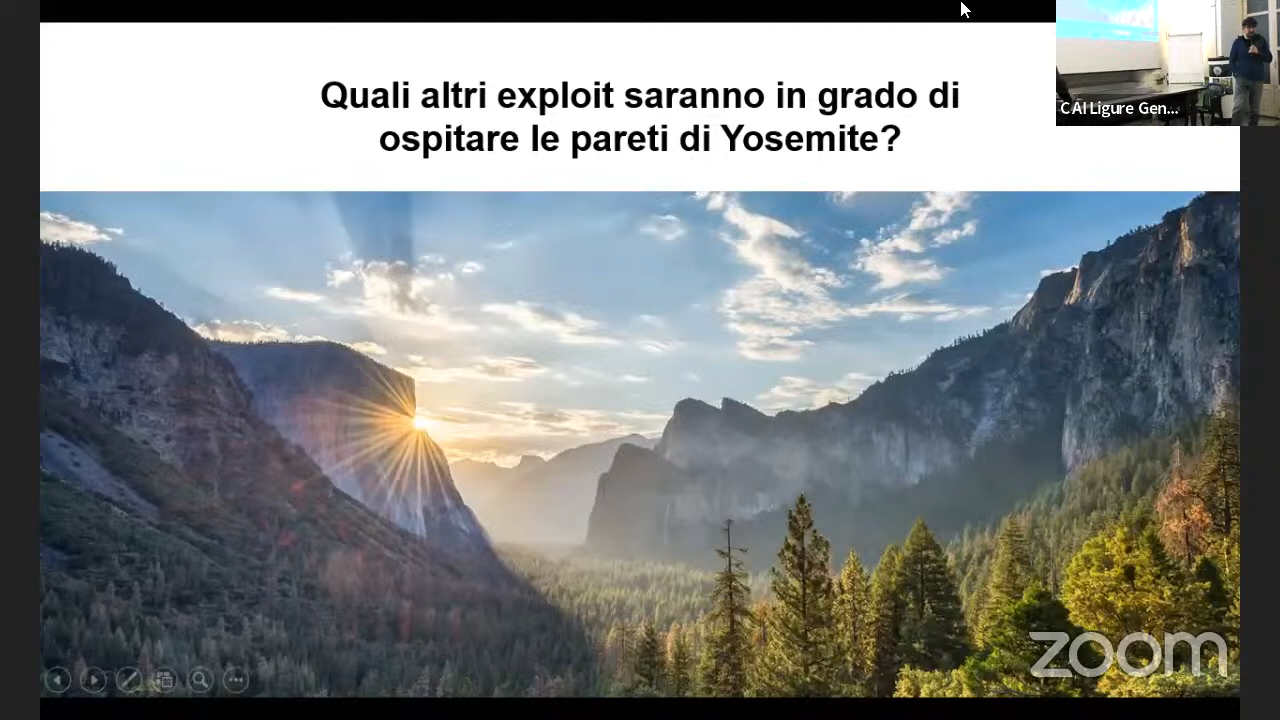 Quali altri exploit saranno in grado di
ospitare le pareti di Yosemite?
CAI Ligure Gen...
zoom